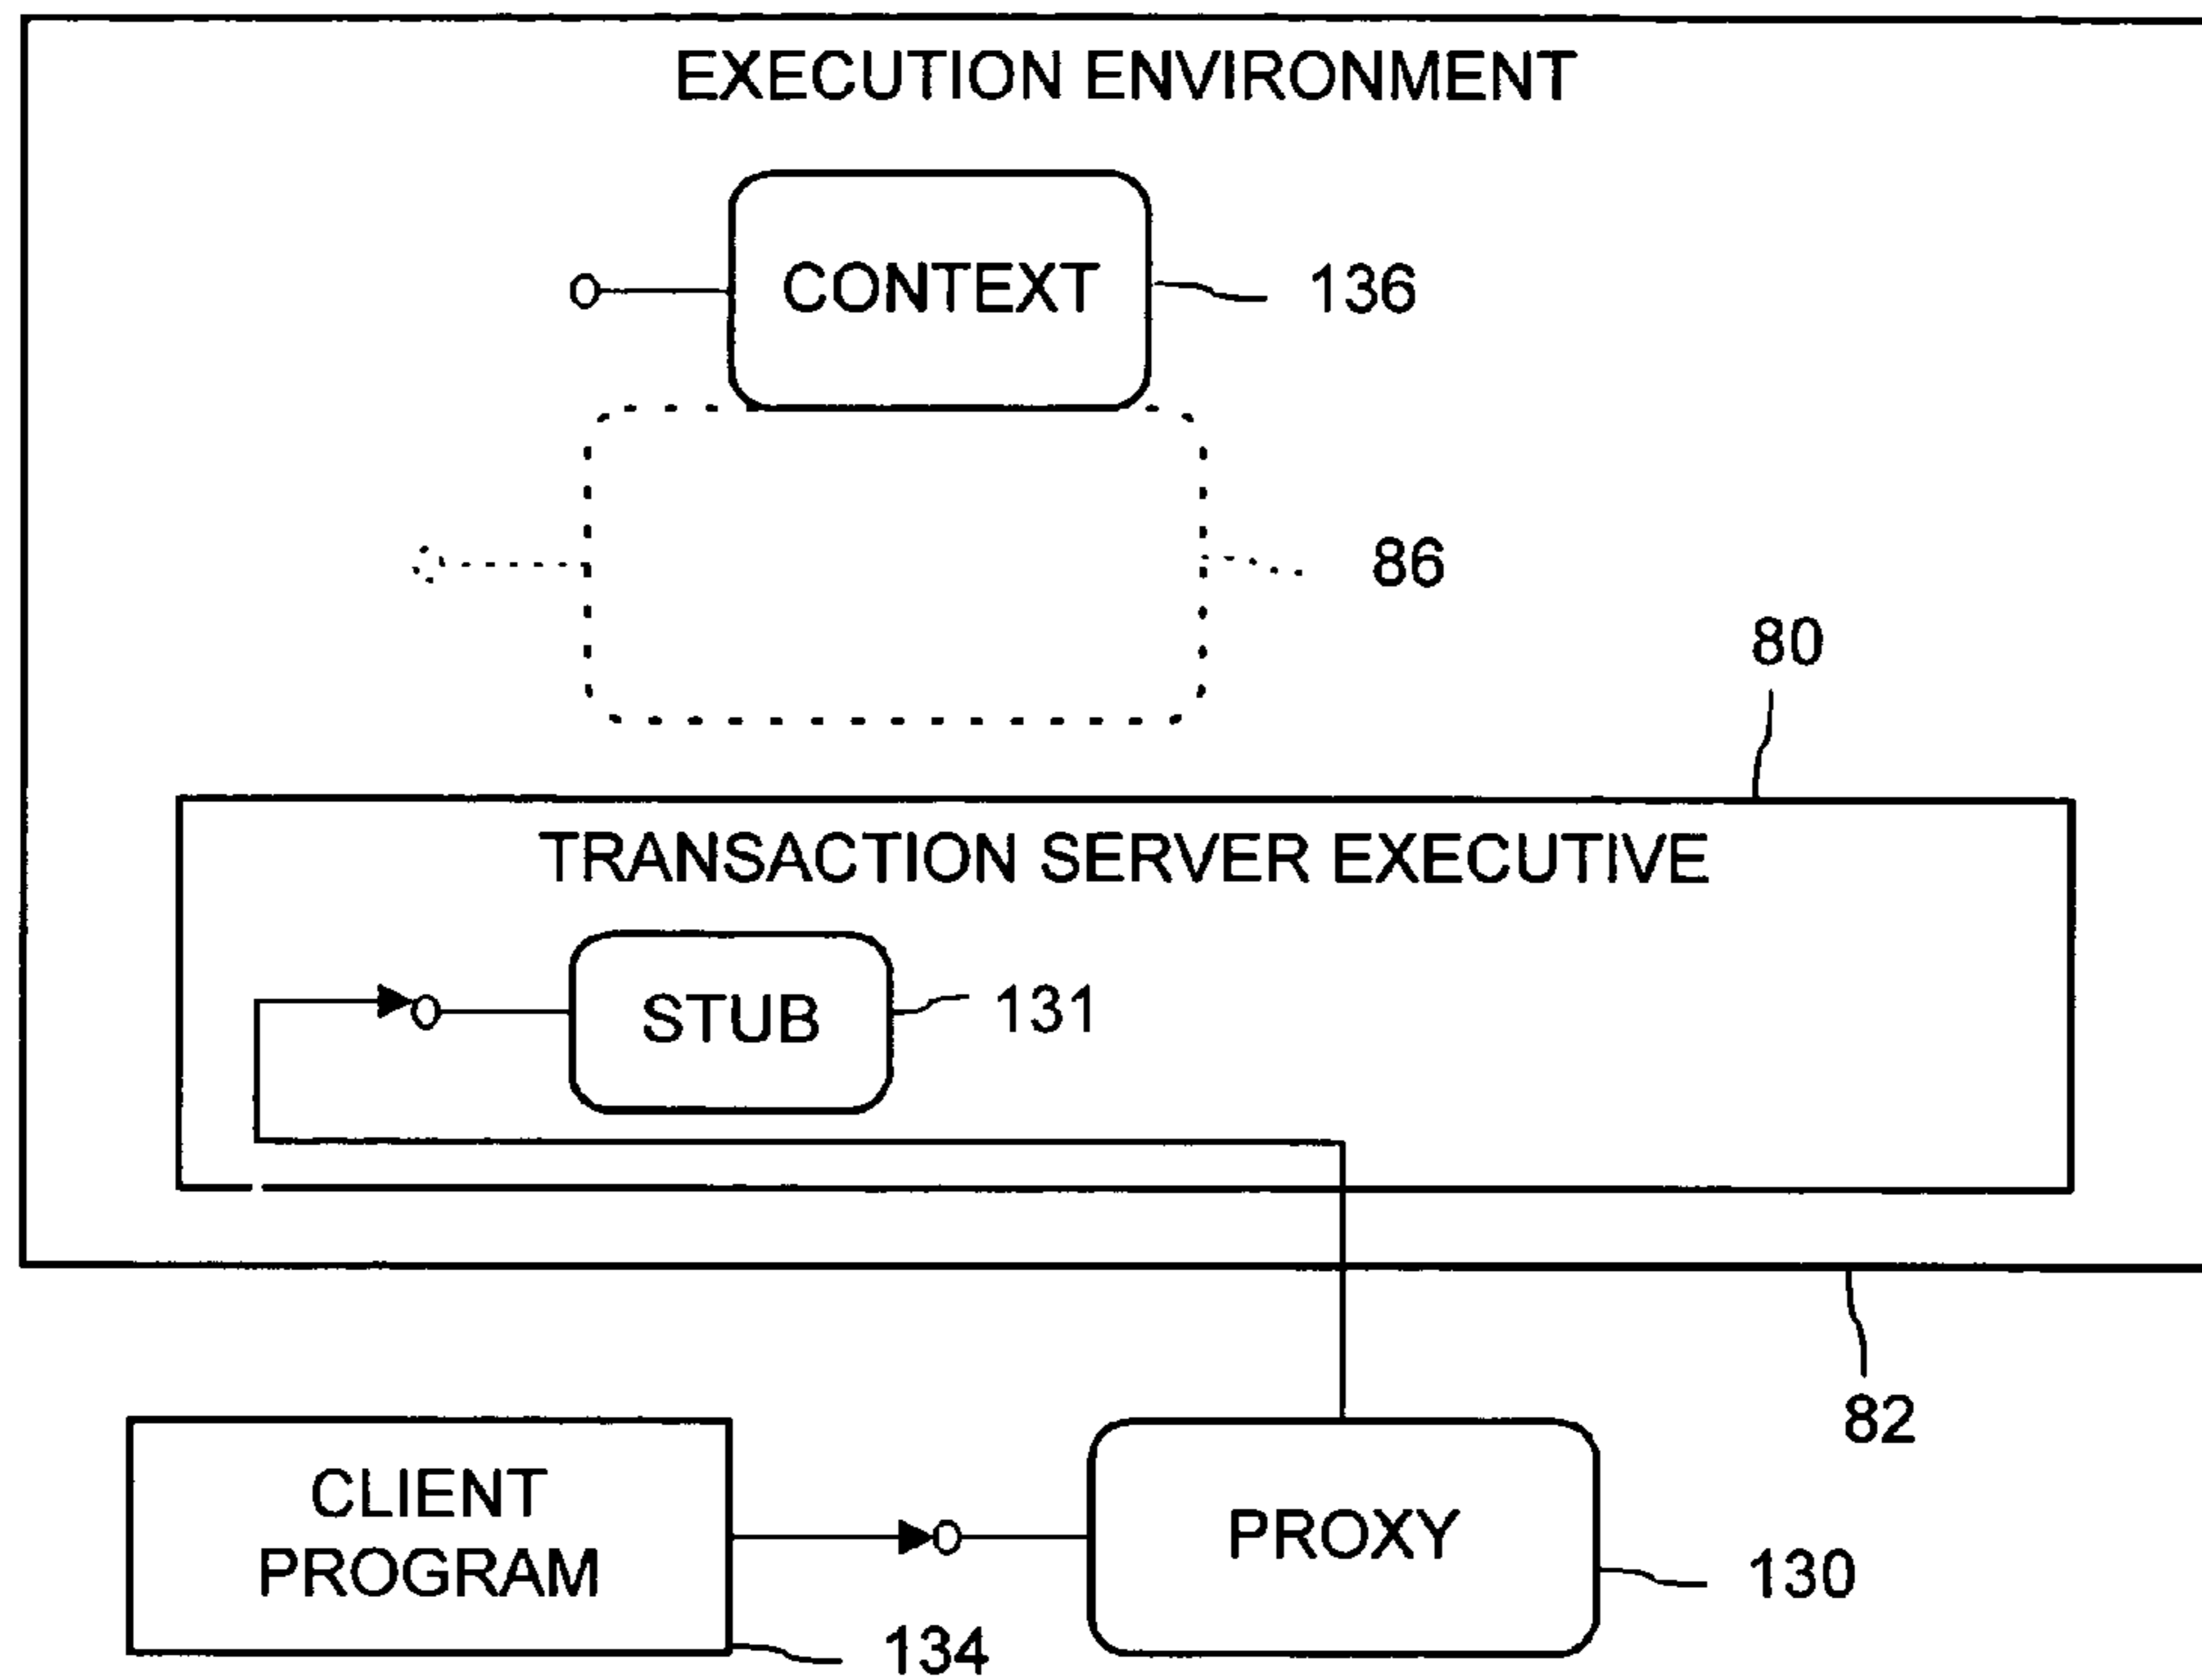 EXECUTION ENVIRONMENT
CONTEXT
136
86
80
TRANSACTION SERVER EXECUTIVE
STUB
131
82
CLIENT
PROGRAM
PROXY
130
134